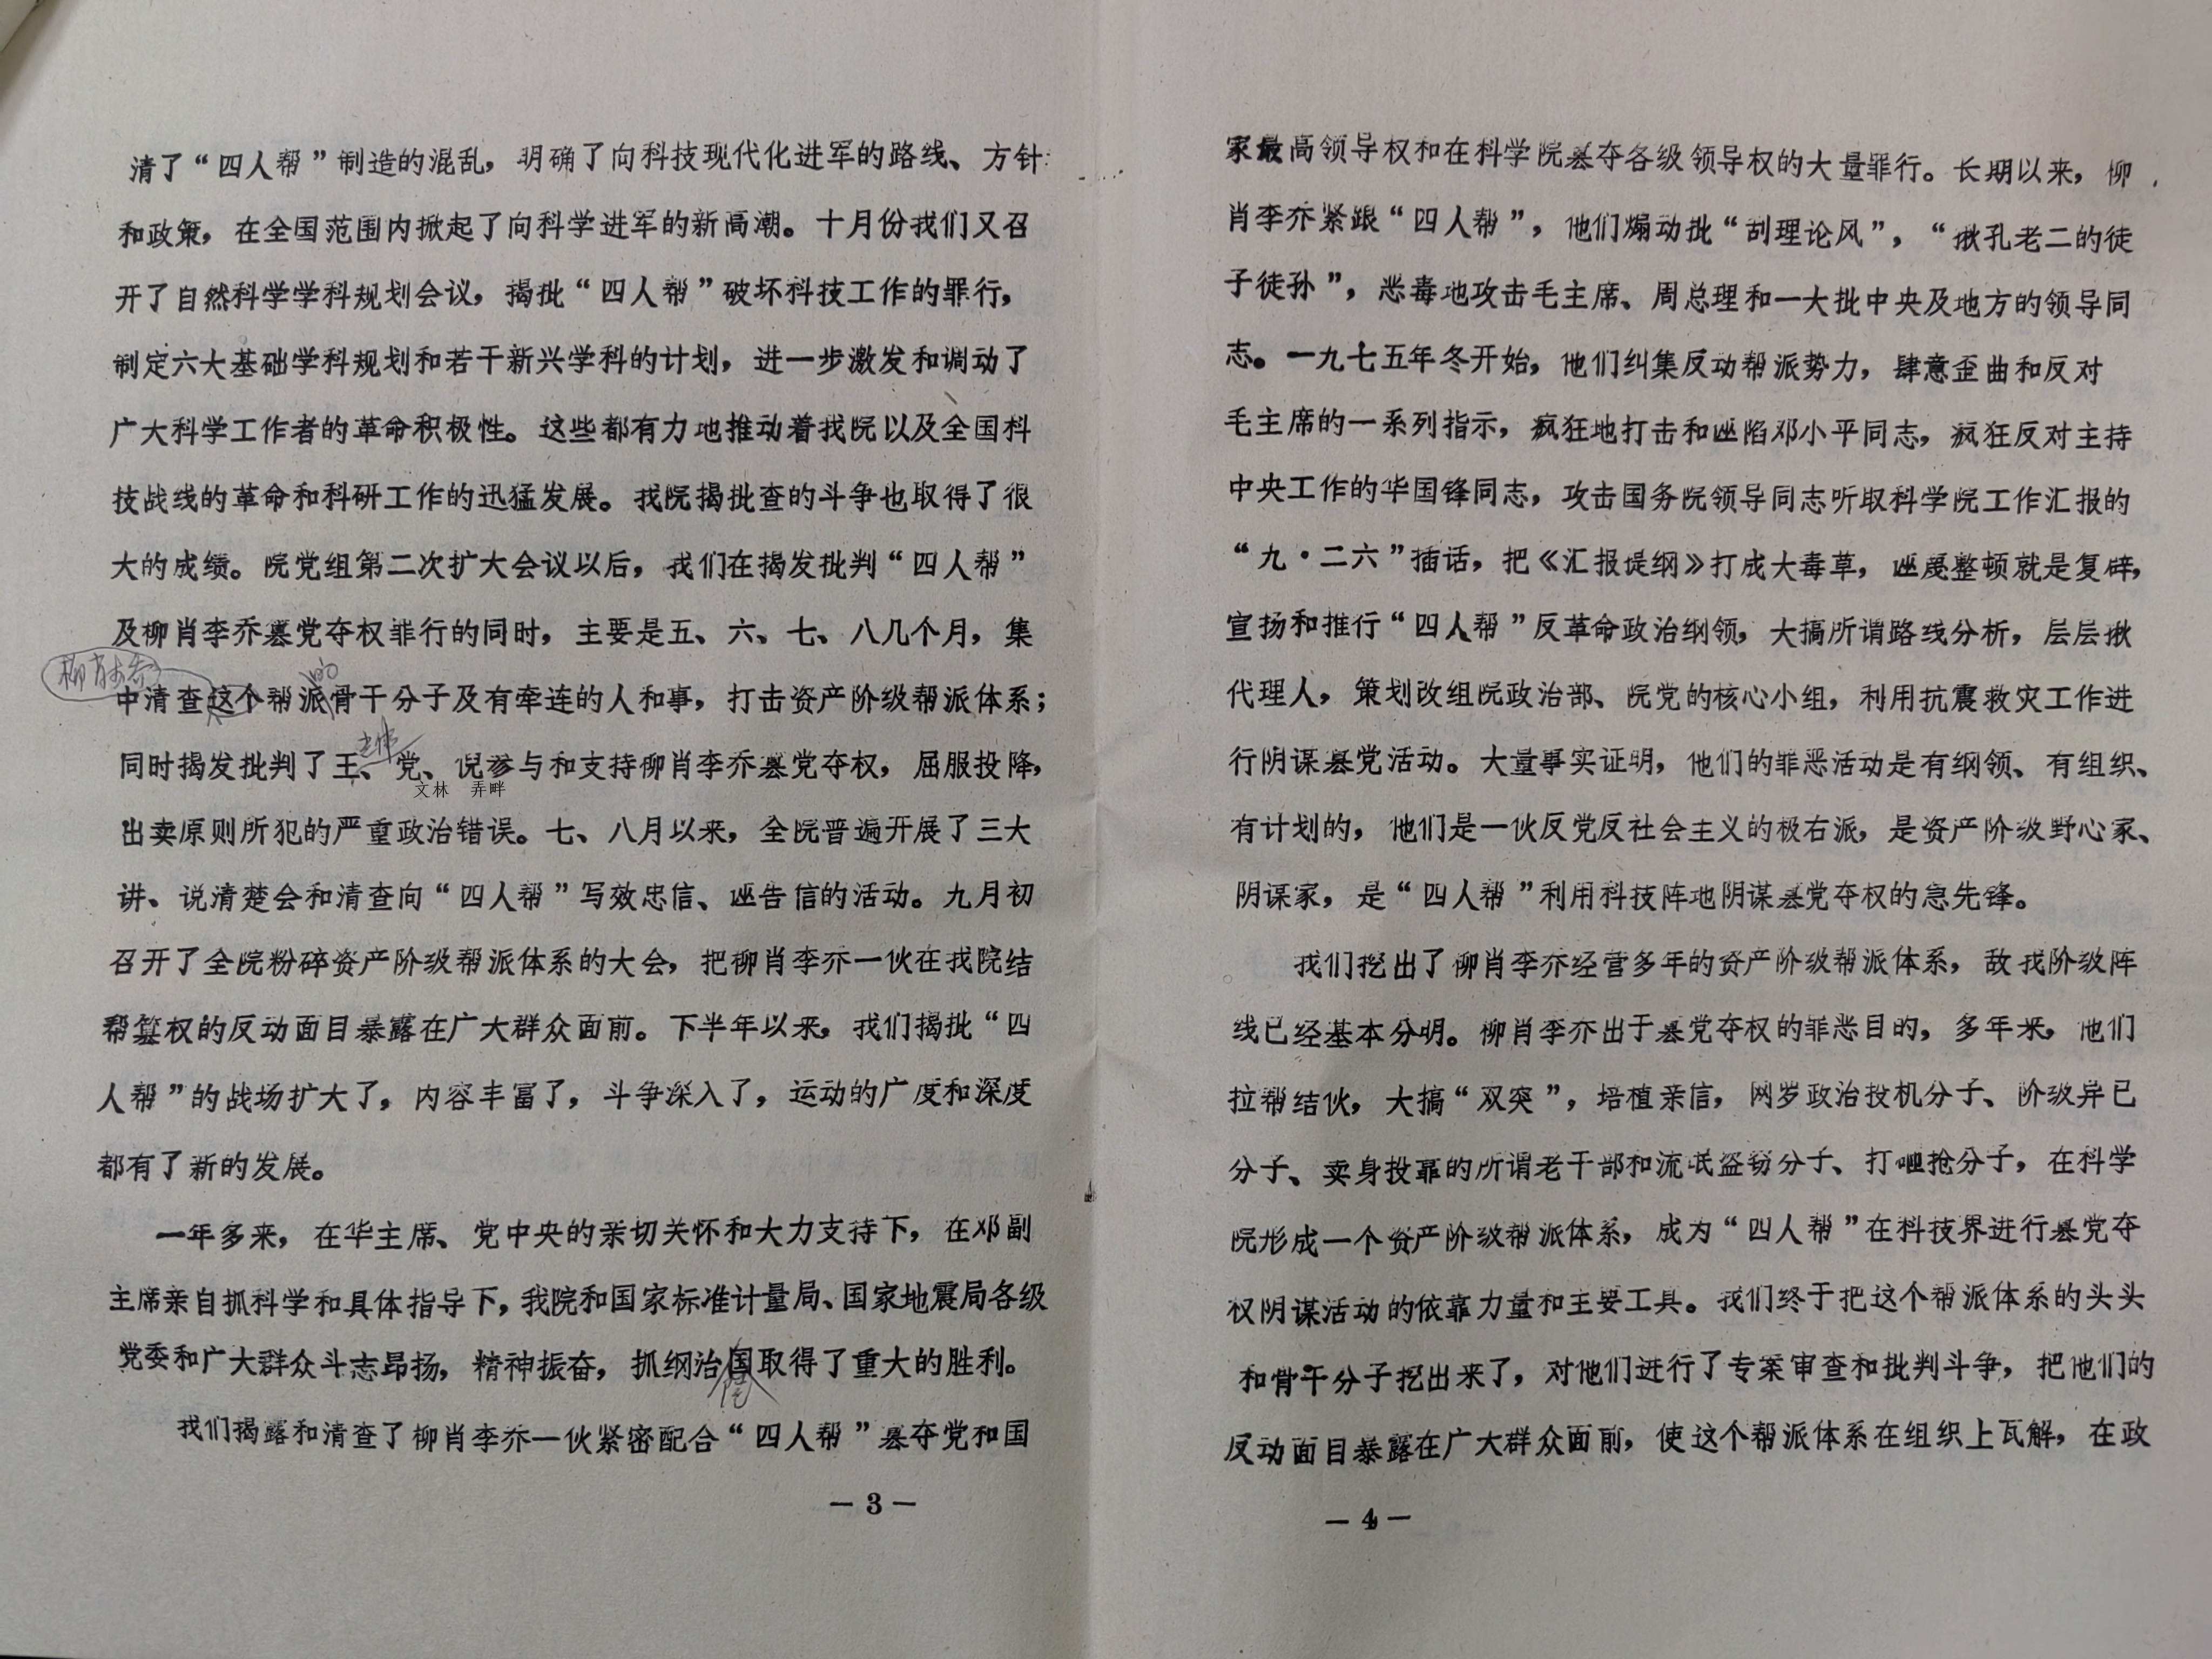 清了“四人帮”制造的混乱，明确了向科技现代化进军的路线、方针
和政策，在全国范围内掀起了向科学进军的新高潮。十月份我们又召
开了自然科学学科规划会议，揭批“四人帮”破坏科技工作的罪行，
制定六大基础学科规划和若干新兴学科的计划，进一步激发和调动了
广大科学工作者的革命积极性。这些都有力地推动着我院以及全国科
技战线的革命和科研工作的迅猛发展。我院揭批查的斗争也取得了很
大的成绩。院党组第二次扩大会议以后，我们在揭发批判“四人帮”
及柳肖李乔篡党夺权罪行的同时，主要是五、六、七、八几个月，集
柳肖李乔
的
中清查这个帮派骨干分子及有牵连的人和事，打击资产阶级帮派体系；
同时揭发批判了王、党、倪参与和支持柳肖李乔篡党夺权，屈服投降，
文林 弄畔
出卖原则所犯的严重政治错误。七、八月以来，全院普遍开展了三大
讲、说清楚会和清查向“四人帮”写效忠信、诬告信的活动。九月初
召开了全院粉碎资产阶级帮派体系的大会，把柳肖李乔一伙在我院结
帮篡权的反动面目暴露在广大群众面前。下半年以来，我们揭批“四
人帮”的战场扩大了，内容丰富了，斗争深入了，运动的广度和深度
都有了新的发展。
一年多来，在华主席、党中央的亲切关怀和大力支持下，在邓副
主席亲自抓科学和具体指导下，我院和国家标准计量局、国家地震局各级
党委和广大群众斗志昂扬，精神振奋，抓纲治国取得了重大的胜利。
院
我们揭露和清查了柳肖李乔一伙紧密配合“四人帮”篡夺党和国
—3—
家最高领导权和在科学院篡夺各级领导权的大量罪行。长期以来，柳
肖李乔紧跟“四人帮”，他们煽动批“刮理论风”，“揪孔老二的徒
子徒孙”，恶毒地攻击毛主席、周总理和一大批中央及地方的领导同
志。一九七五年冬开始，他们纠集反动帮派势力，肆意歪曲和反对
毛主席的一系列指示，疯狂地打击和诬陷邓小平同志，疯狂反对主持
中央工作的华国锋同志，攻击国务院领导同志听取科学院工作汇报的
“九·二六”插话，把《汇报提纲》打成大毒草，诬蔑整顿就是复辟，
宣扬和推行“四人帮”反革命政治纲领，大搞所谓路线分析，层层揪
代理人，策划改组院政治部、院党的核心小组，利用抗震救灾工作进
行阴谋篡党活动。大量事实证明，他们的罪恶活动是有纲领、有组织、
有计划的，他们是一伙反党反社会主义的极右派，是资产阶级野心家、
阴谋家，是“四人帮”利用科技阵地阴谋篡党夺权的急先锋。
我们挖出了柳肖李乔经营多年的资产阶级帮派体系，敌我阶级阵
线已经基本分明。柳肖李乔出于篡党夺权的罪恶目的，多年来，他们
拉帮结伙，大搞“双突”，培植亲信，网罗政治投机分子、阶级异已
分子、卖身投靠的所谓老干部和流氓盗窃分子、打砸抢分子，在科学
院形成一个资产阶级帮派体系，成为“四人帮”在科技界进行篡党夺
权阴谋活动的依靠力量和主要工具。我们终于把这个帮派体系的头头
和骨干分子挖出来了，对他们进行了专案审查和批判斗争，把他们的
反动面目暴露在广大群众面前，使这个帮派体系在组织上瓦解，在政
—4—